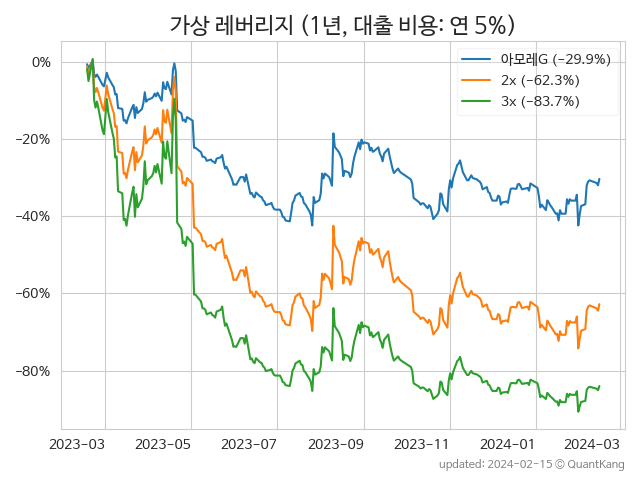 가상 레버리지 (1년, 대출 비용: 연 5%)
아모레G (−29.9%)
2x (−62.3%)
3x (−83.7%)
0%
−20%
−40%
−60%
−80%
2023-03 2023-05 2023-07 2023-09 2023-11 2024-01 2024-03
updated: 2024-02-15 © QuantKang